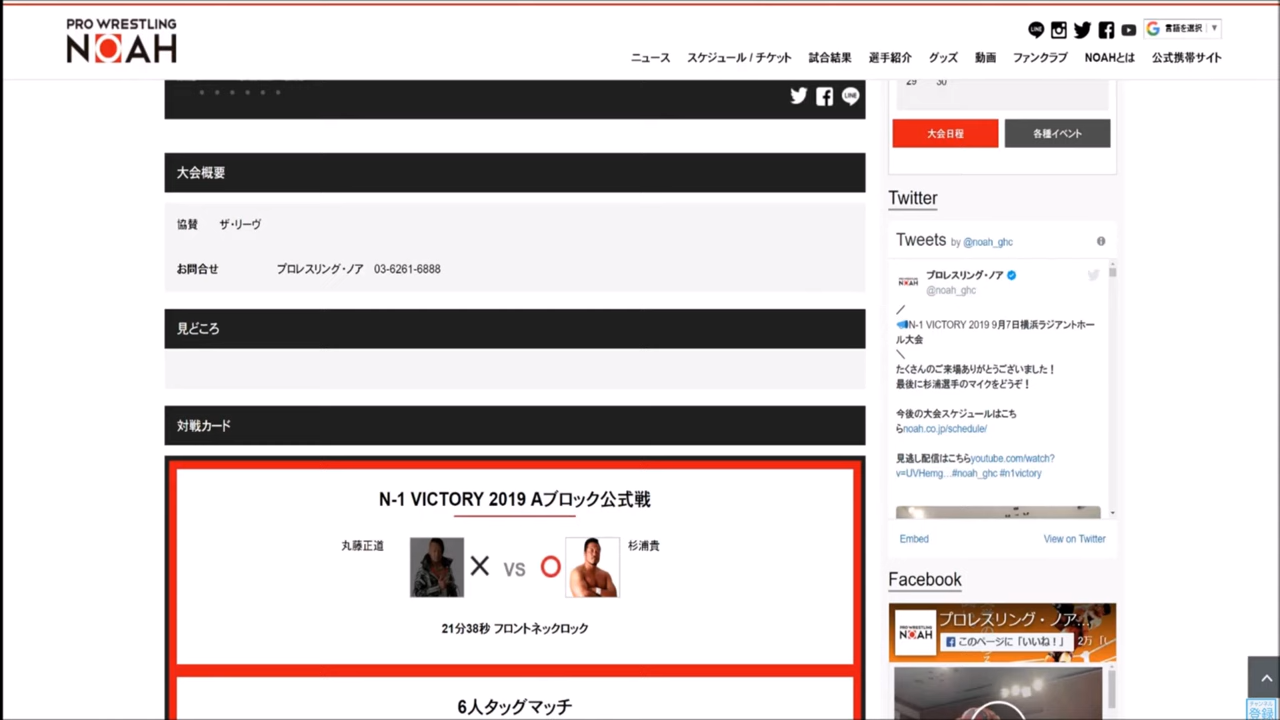 PRO WRESTLING
NOAH
言語を選択 ▼
ニュース スケジュール / チケット 試合結果 選手紹介 グッズ 動画 ファンクラブ NOAHとは 公式携帯サイト
29 30
大会日程 各種イベント
大会概要
協賛 ザ・リーヴ
お問合せ プロレスリング・ノア 03-6261-6888
見どころ
対戦カード
N-1 VICTORY 2019 Aブロック公式戦
丸藤正道 X VS O 杉浦貴
21分38秒 フロントネックロック
6人タッグマッチ
Twitter
Tweets by @noah_ghc
プロレスリング・ノア
@noah_ghc
／
📣N-1 VICTORY 2019 9月7日横浜ラジアントホー
ル大会
＼
たくさんのご来場ありがとうございました！
最後に杉浦選手のマイクをどうぞ！
今後の大会スケジュールはこち
らnoah.co.jp/schedule/
見逃し配信はこちらyoutube.com/watch?
v=UVHemg…#noah_ghc #n1victory
Embed View on Twitter
Facebook
PRO WRESTLING
NOAH
プロレスリング・ノア...
このページに「いいね！」 2万「い
チャンネル
登録